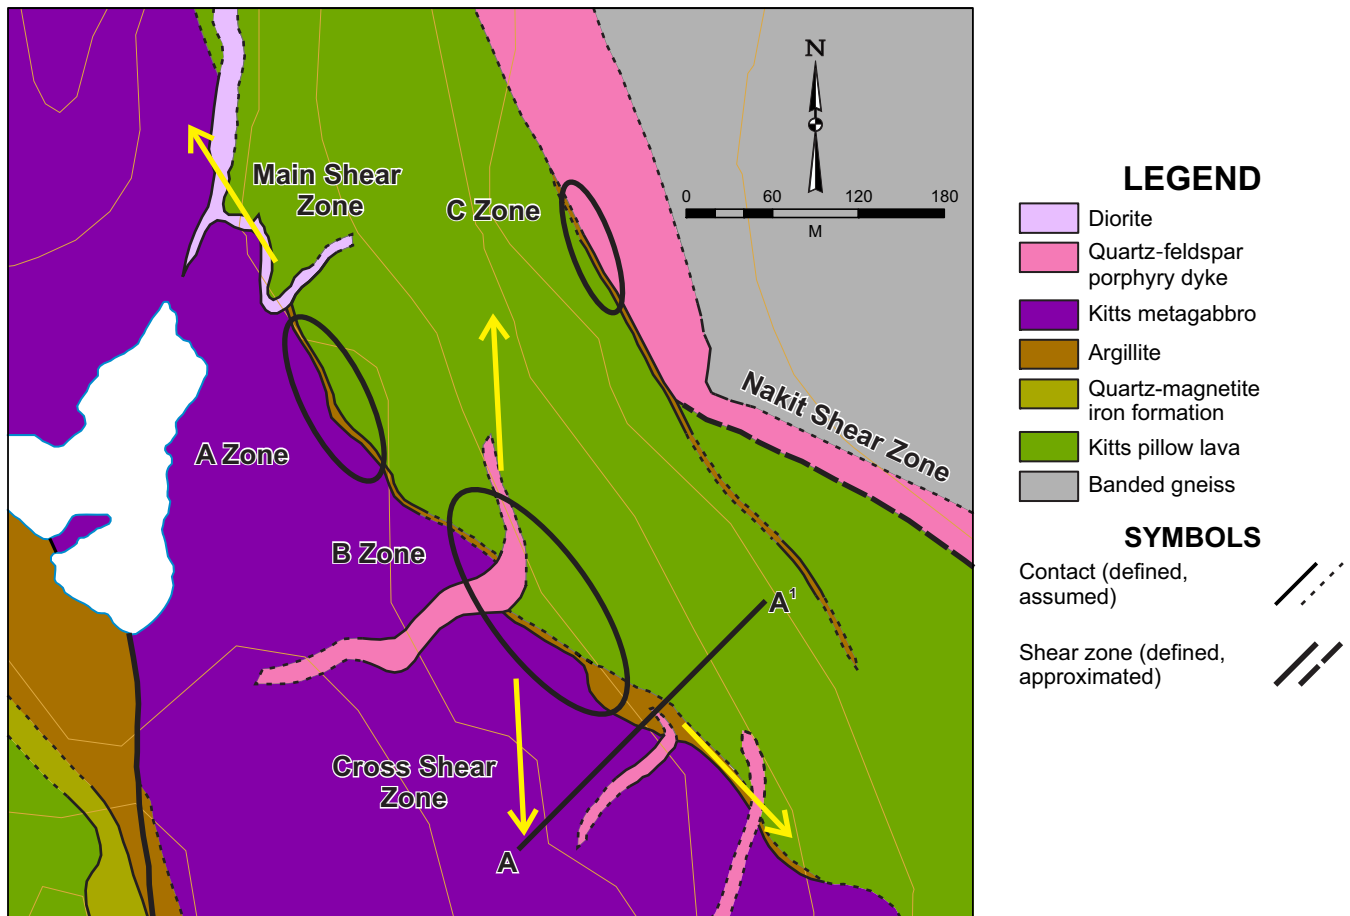 N
0 60 120 180
M
Main Shear
Zone
C Zone
A Zone
Nakit Shear Zone
B Zone
A¹
Cross Shear
Zone
A
LEGEND
Diorite
Quartz-feldspar
porphyry dyke
Kitts metagabbro
Argillite
Quartz-magnetite
iron formation
Kitts pillow lava
Banded gneiss
SYMBOLS
Contact (defined,
assumed)
Shear zone (defined,
approximated)